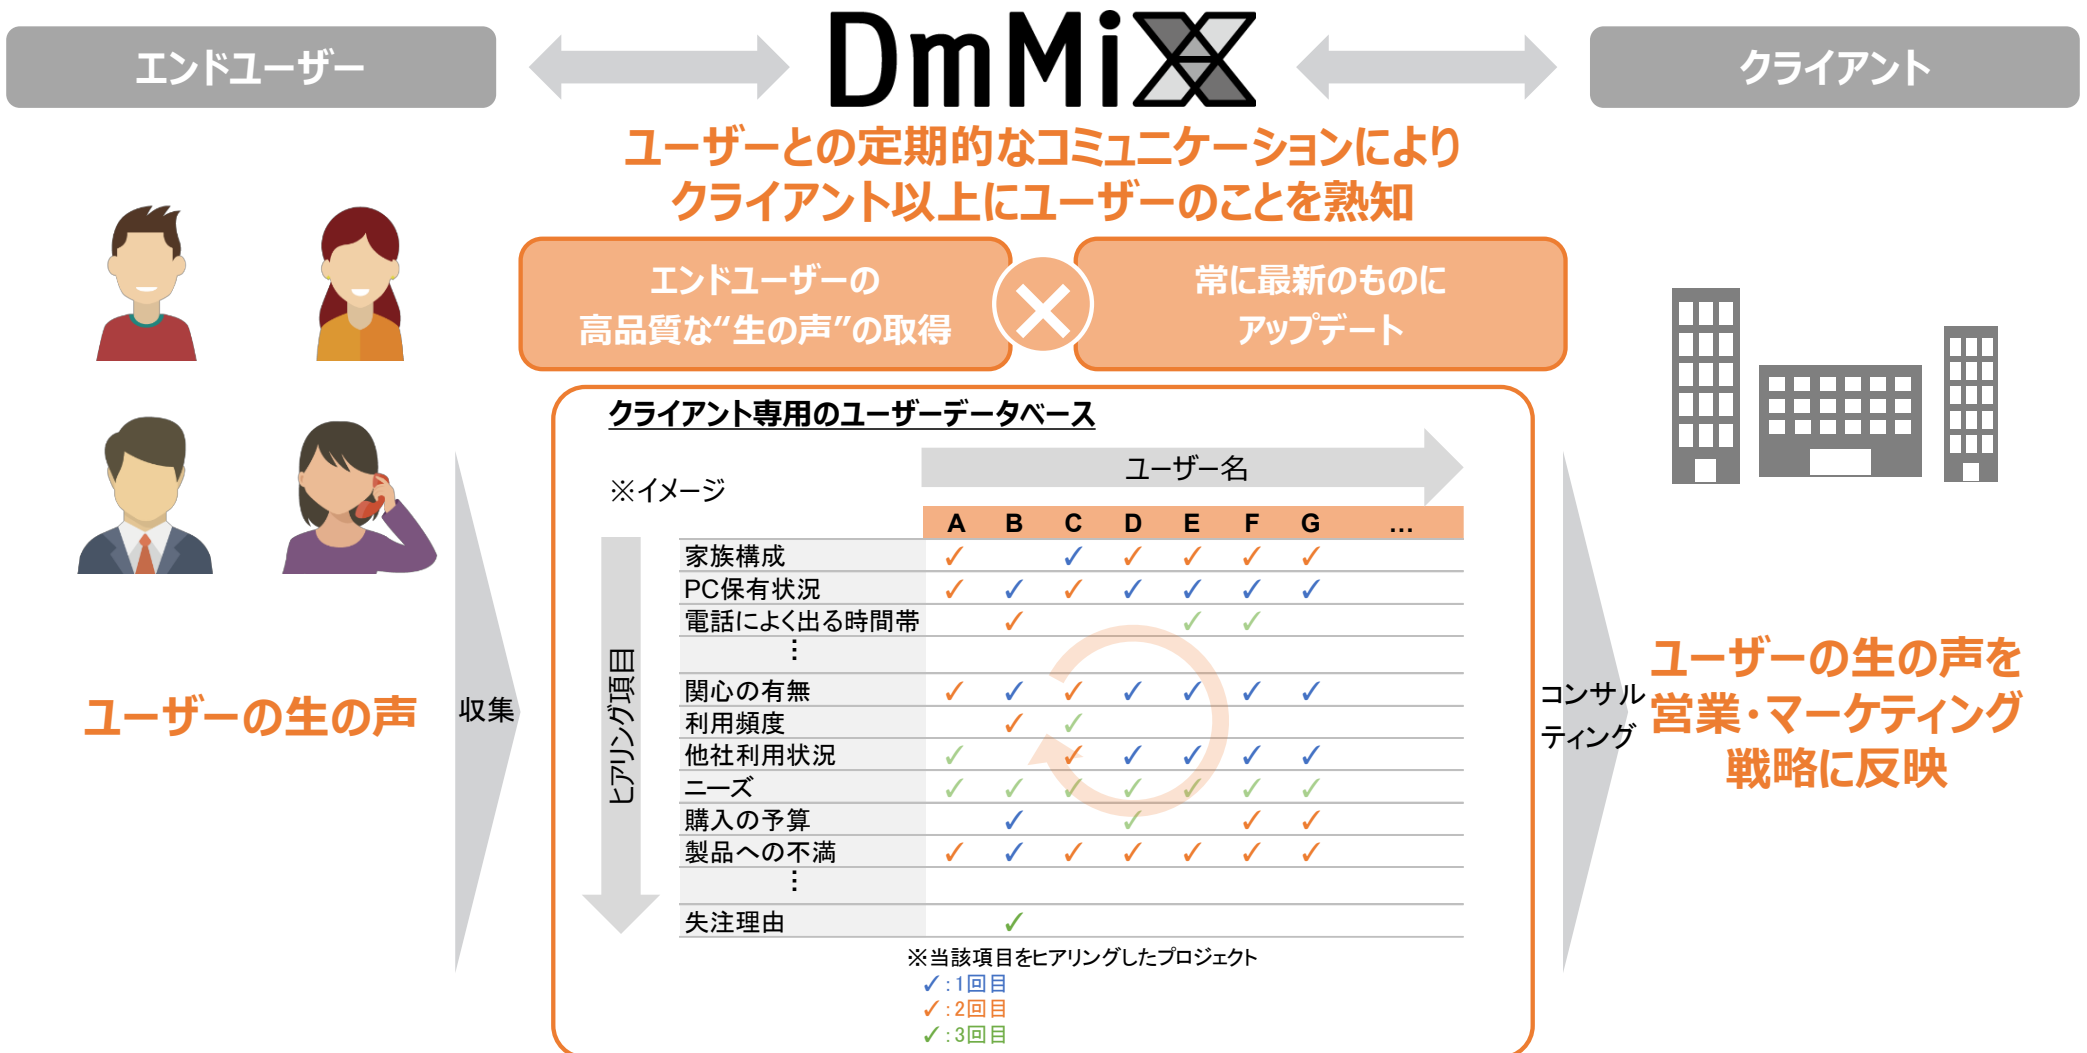 エンドユーザー
DmMiX
クライアント
ユーザーとの定期的なコミュニケーションにより
クライアント以上にユーザーのことを熟知
エンドユーザーの
高品質な“生の声”の取得
×
常に最新のものに
アップデート
クライアント専用のユーザーデータベース
※イメージ
ユーザー名
A B C D E F G …
ヒアリング項目
家族構成 ✓ ✓ ✓ ✓ ✓ ✓
PC保有状況 ✓ ✓ ✓ ✓ ✓ ✓ ✓
電話によく出る時間帯 ✓ ✓ ✓
⋮
関心の有無 ✓ ✓ ✓ ✓ ✓ ✓ ✓
利用頻度 ✓ ✓
他社利用状況 ✓ ✓ ✓ ✓ ✓ ✓
ニーズ ✓ ✓ ✓ ✓ ✓ ✓ ✓
購入の予算 ✓ ✓ ✓ ✓
製品への不満 ✓ ✓ ✓ ✓ ✓ ✓ ✓
⋮
失注理由 ✓
※当該項目をヒアリングしたプロジェクト
✓:1回目
✓:2回目
✓:3回目
ユーザーの生の声
収集
コンサル
ティング
ユーザーの生の声を
営業・マーケティング
戦略に反映